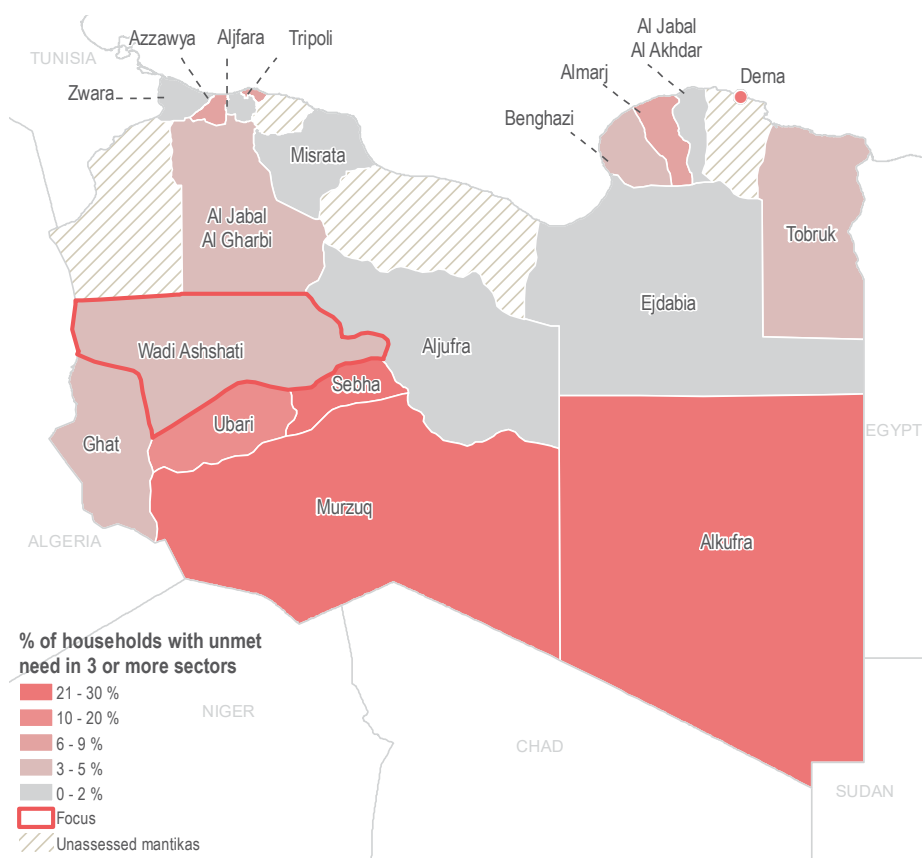 Azzawya
Aljfara
Tripoli
TUNISIA
Zwara
Al Jabal
Al Akhdar
Almarj
Derna
Benghazi
Misrata
Al Jabal
Al Gharbi
Tobruk
Ejdabia
Wadi Ashshati
Aljufra
Sebha
Ubari
Ghat
EGYPT
Murzuq
Alkufra
ALGERIA
% of households with unmet
need in 3 or more sectors
21 - 30 %
10 - 20 %
6 - 9 %
3 - 5 %
0 - 2 %
Focus
Unassessed mantikas
NIGER
CHAD
SUDAN